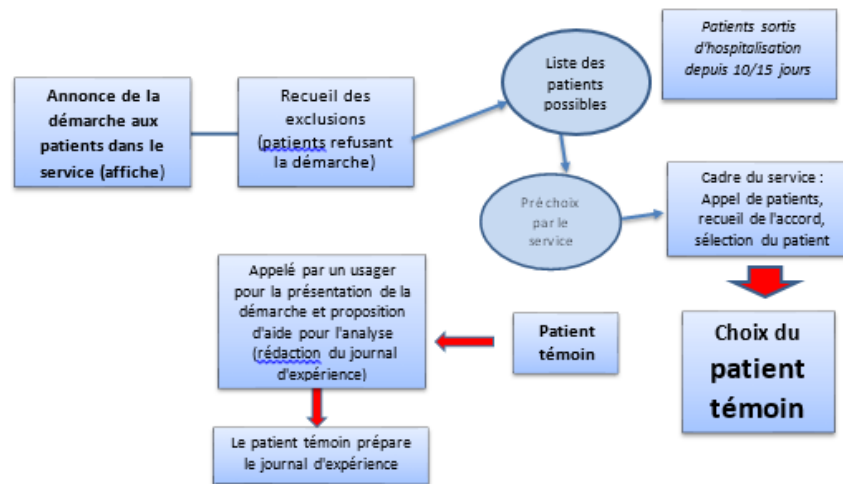 Annonce de la
démarche aux
patients dans le
service (affiche)
Recueil des
exclusions
(patients refusant
la démarche)
Liste des
patients
possibles
Patients sortis
d'hospitalisation
depuis 10/15 jours
Pré choix
par le
service
Cadre du service :
Appel de patients,
recueil de l'accord,
sélection du patient
Choix du
patient
témoin
Patient
témoin
Appelé par un usager
pour la présentation de la
démarche et proposition
d'aide pour l'analyse
(rédaction du journal
d'expérience)
Le patient témoin prépare
le journal d'expérience